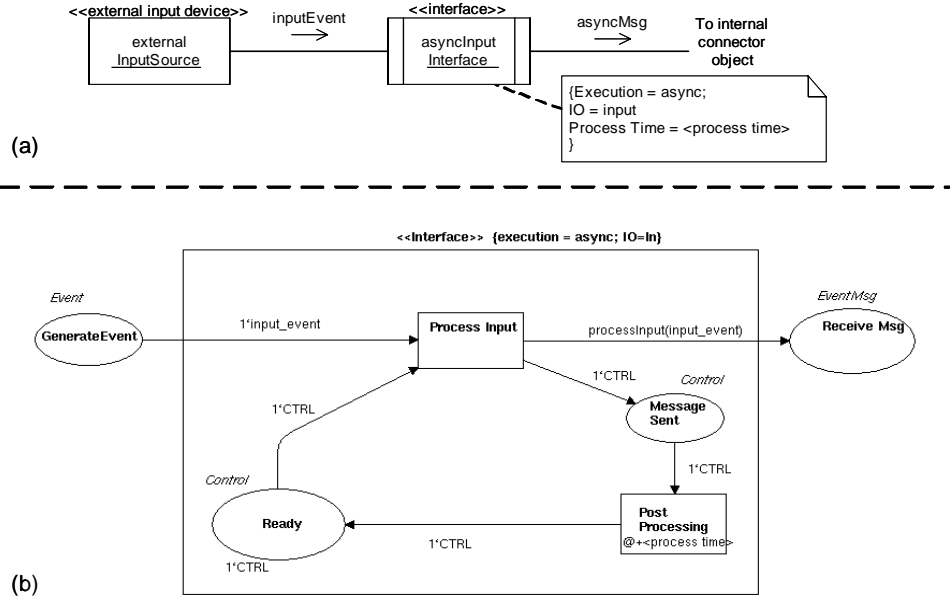 <<external input device>>
inputEvent
<<interface>>
asyncMsg
external
InputSource
asyncInput
Interface
To internal
connector
object
{Execution = async;
IO = input
Process Time = <process time>
}
(a)
<<Interface>> {execution = async; IO=In}
Event
GenerateEvent
1'input_event
Process Input
processInput(input_event)
EventMsg
Receive Msg
1'CTRL
Control
Message
Sent
1'CTRL
1'CTRL
Control
Ready
1'CTRL
1'CTRL
Post
Processing
@+<process time>
(b)